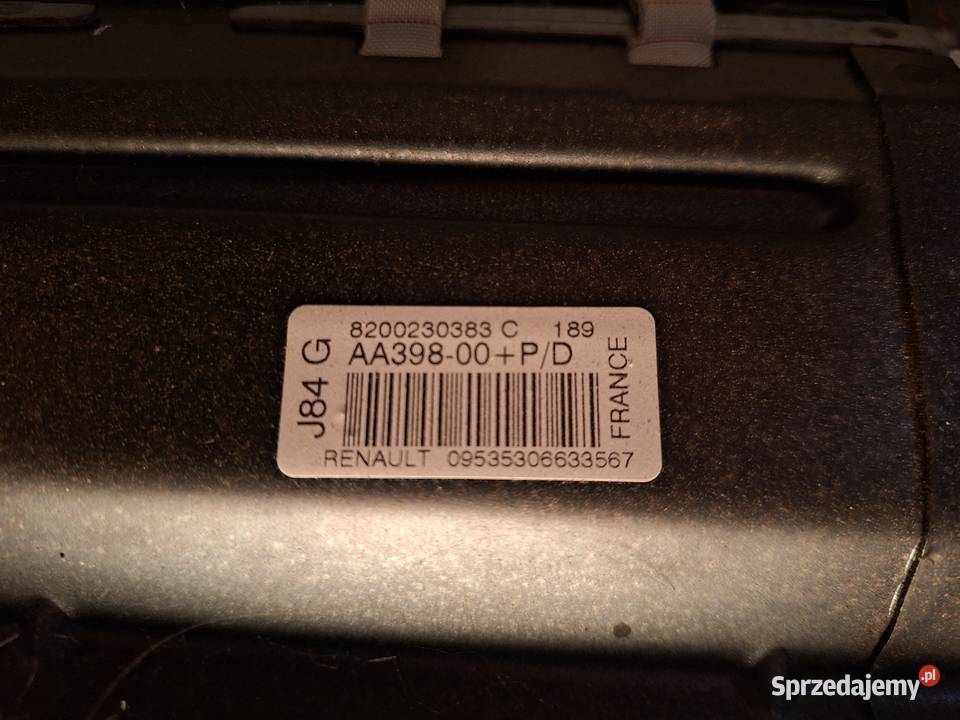 8200230383 C 189
AA398-00+P/D
J84 G
FRANCE
RENAULT 09535306633567
Sprzedajemy.pl